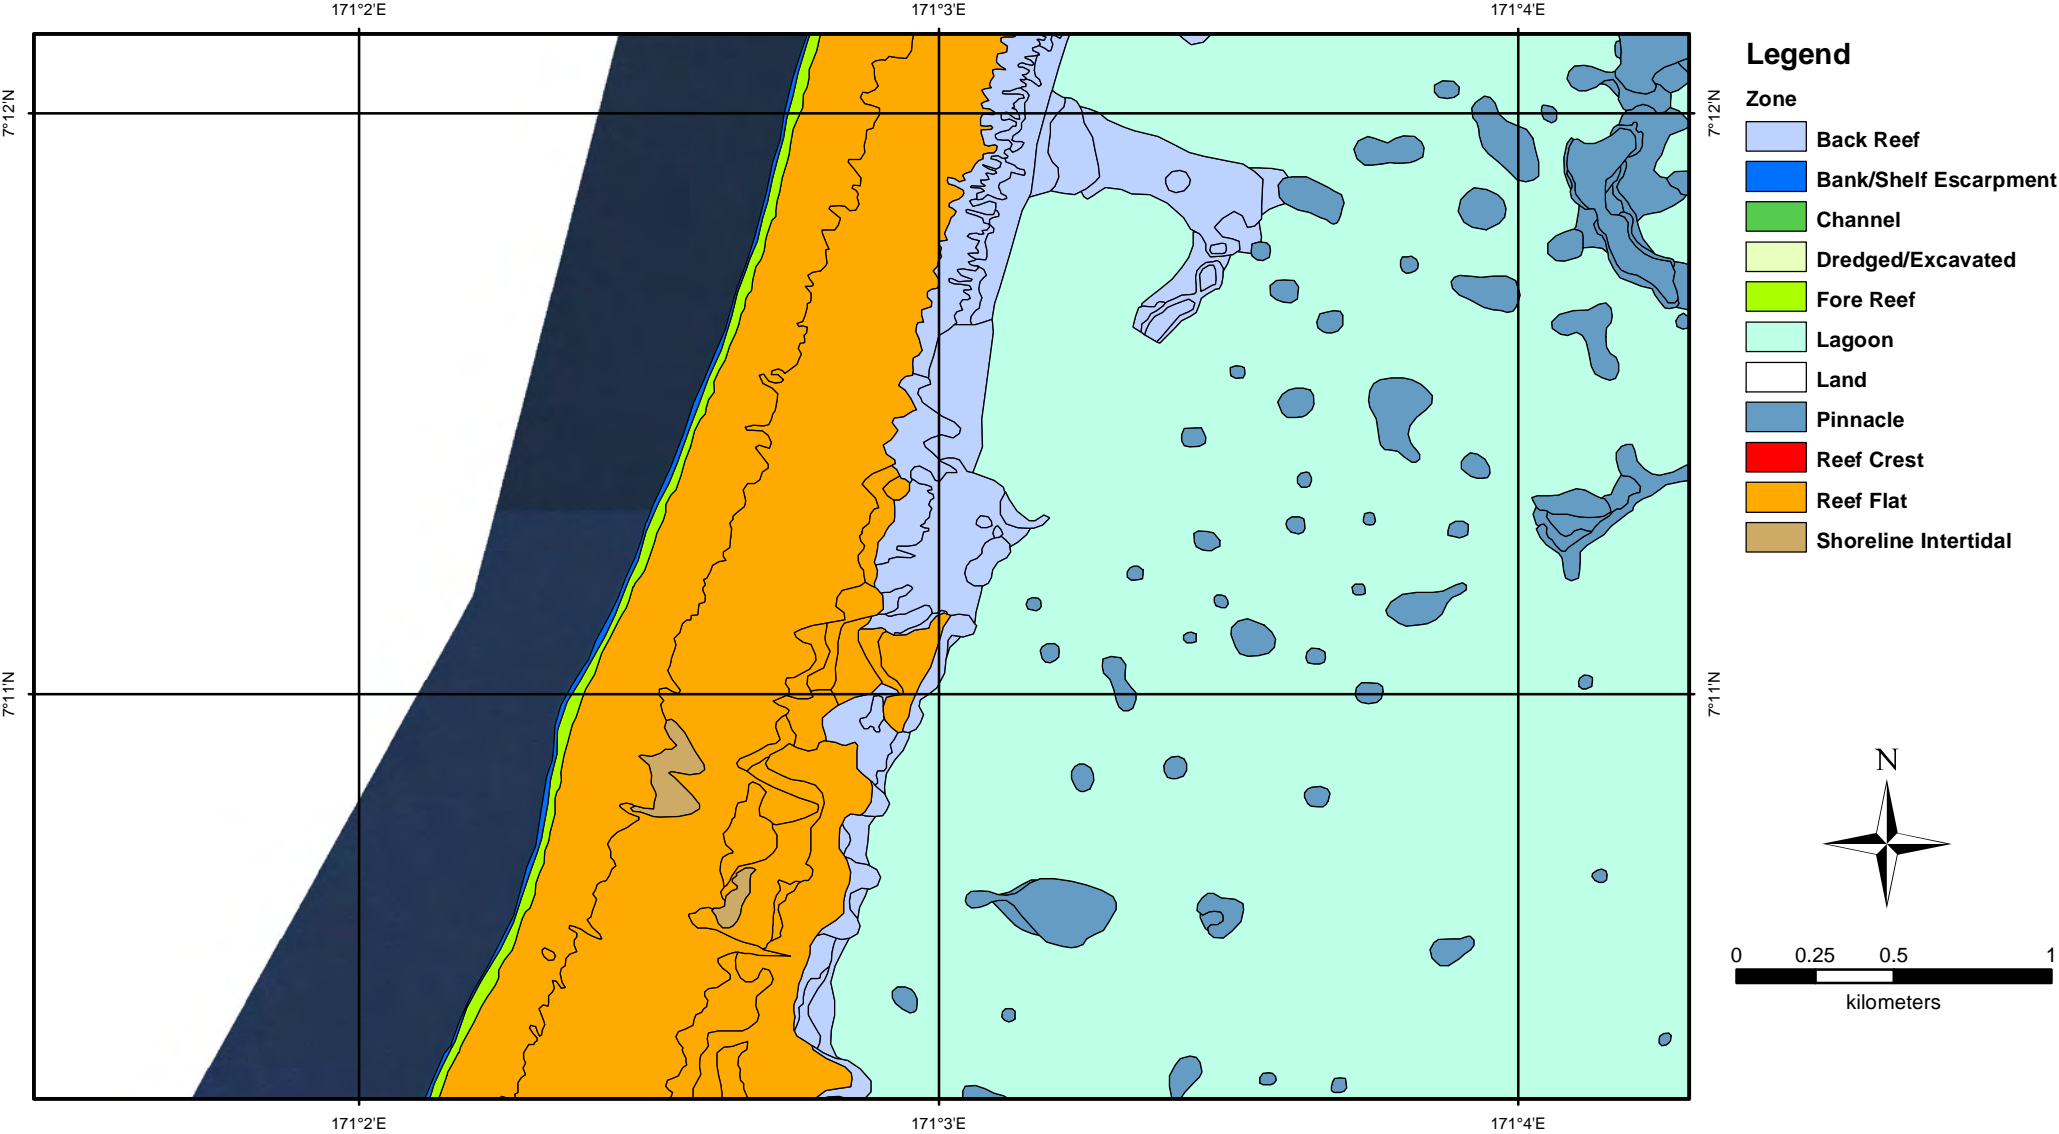 171°2'E 171°3'E 171°4'E
7°12'N 7°12'N
7°11'N 7°11'N
171°2'E 171°3'E 171°4'E
Legend
Zone
Back Reef
Bank/Shelf Escarpment
Channel
Dredged/Excavated
Fore Reef
Lagoon
Land
Pinnacle
Reef Crest
Reef Flat
Shoreline Intertidal
N
0 0.25 0.5 1
kilometers